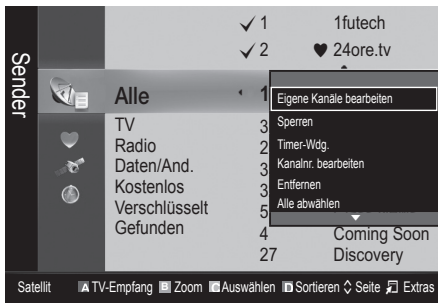 Sender
✓ 1 1futech
✓ 2 ♥ 24ore.tv
Alle
TV 3
Radio 2
Daten/And. 3
Kostenlos 3
Verschlüsselt 5
Gefunden 4 Coming Soon
27 Discovery
Eigene Kanäle bearbeiten
Sperren
Timer-Wdg.
Kanalnr. bearbeiten
Entfernen
Alle abwählen
Satellit A TV-Empfang B Zoom C Auswählen D Sortieren Seite Extras